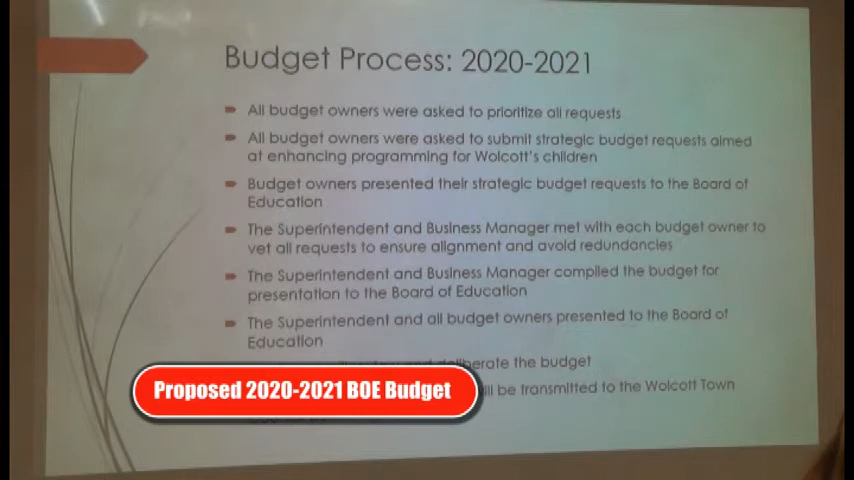 Budget Process: 2020-2021
All budget owners were asked to prioritize all requests
All budget owners were asked to submit strategic budget requests aimed
at enhancing programming for Wolcott's children
Budget owners presented their strategic budget requests to the Board of
Education
The Superintendent and Business Manager met with each budget owner to
vet all requests to ensure alignment and avoid redundancies
The Superintendent and Business Manager compiled the budget for
presentation to the Board of Education
The Superintendent and all budget owners presented to the Board of
Education
deliberate the budget
be transmitted to the Wolcott Town
Proposed 2020-2021 BOE Budget